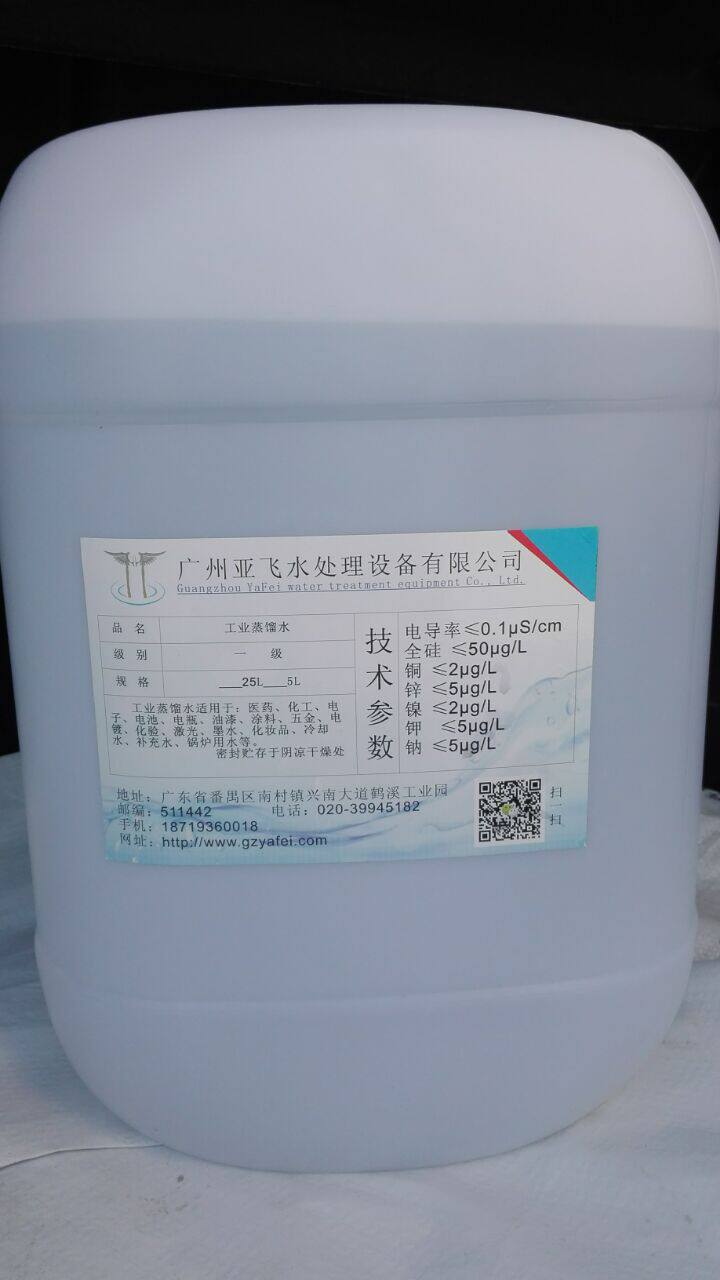 广州亚飞水处理设备有限公司
Guangzhou YaFei water treatment equipment Co., Ltd.
品 名 工业蒸馏水
级 别 一 级
规 格 ___25L____5L
工业蒸馏水适用于：医药、化工、电
子、电池、电瓶、油漆、涂料、五金、电
镀、化验、激光、墨水、化妆品、冷却
水、补充水、锅炉用水等。
密封贮存于阴凉干燥处
技术参数
电导率≤0.1μS/cm
全硅 ≤50μg/L
铜 ≤2μg/L
锌 ≤5μg/L
镍 ≤2μg/L
钾 ≤5μg/L
钠 ≤5μg/L
地址：广东省番禺区南村镇兴南大道鹤溪工业园
邮编：511442 电话：020-39945182
手机：18719360018
网址：http://www.gzyafei.com
扫一扫